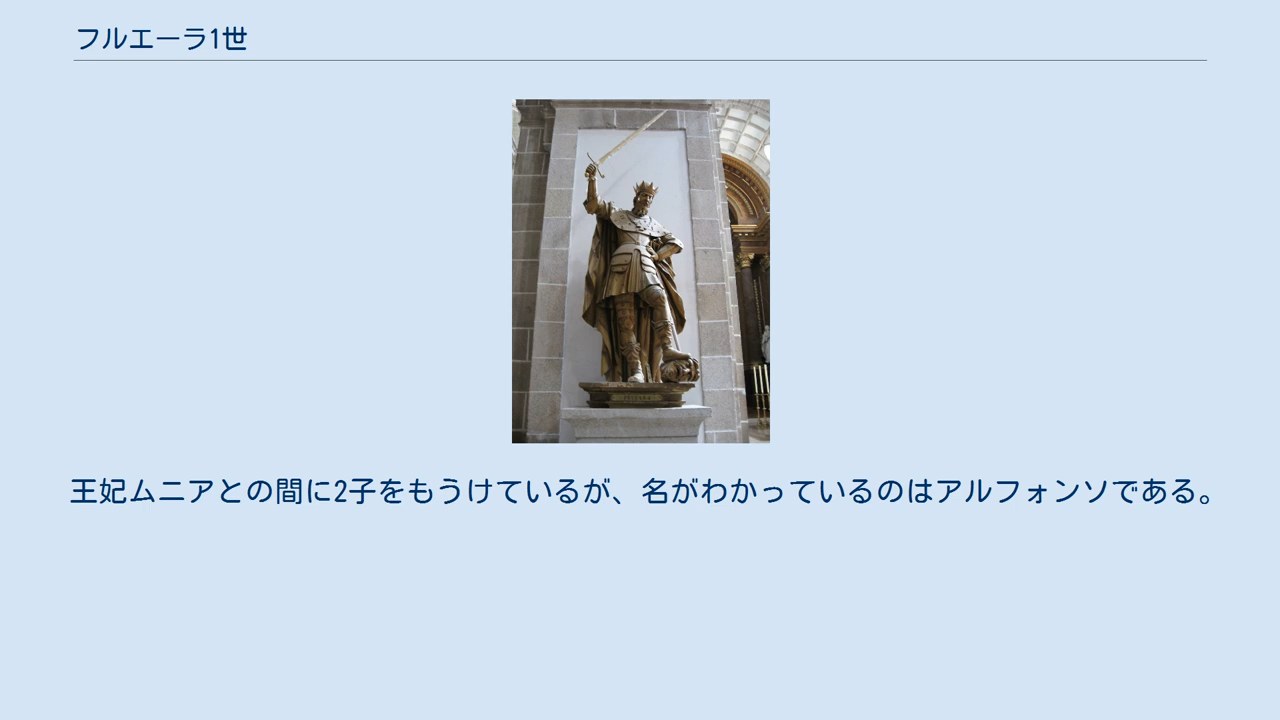 フルエーラ1世
王妃ムニアとの間に2子をもうけているが、名がわかっているのはアルフォンソである。